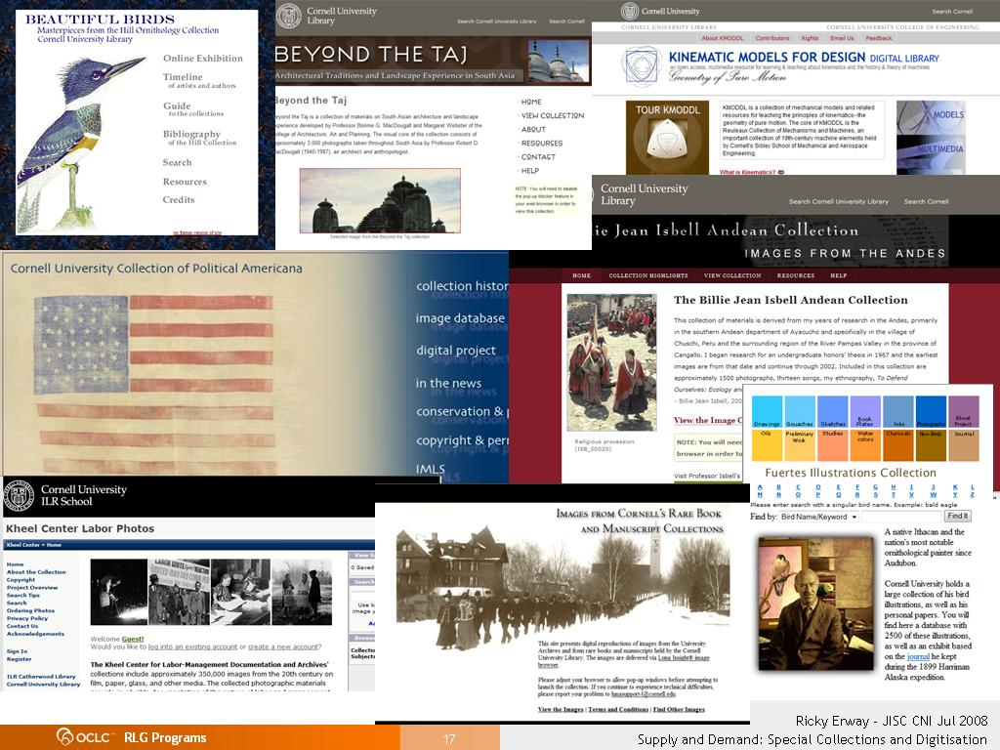 BEAUTIFUL BIRDS
Masterpieces from the Hill Ornithology Collection
Cornell University Library
Online Exhibition
Timeline
of artists and authors
Guide
to the collections
Bibliography
of the Hill Collection
Search
Resources
Credits
no frames version of site
Cornell University
Library
Search Cornell University Library Search Cornell
BEYOND THE TAJ
Architectural Traditions and Landscape Experience in South Asia
Beyond the Taj
Beyond the Taj is a collection of materials on South Asian architecture and landscape
experience developed by Professor Bonnie G. MacDougall and Margaret Webster of the
College of Architecture, Art and Planning. The visual core of the collection consists of
approximately 3,000 photographs taken throughout South Asia by Professor Robert D.
MacDougall (1940-1987), an architect and anthropologist.
HOME
VIEW COLLECTION
ABOUT
RESOURCES
CONTACT
HELP
NOTE: You will need to disable
the pop-up blocker feature in
your web browser in order to
view this collection.
Selected image from the Beyond the Taj collection
Cornell University
Search Cornell
CORNELL UNIVERSITY LIBRARY CORNELL UNIVERSITY COLLEGE OF ENGINEERING
About KMODDL Contributors Rights Email Us Feedback
KINEMATIC MODELS FOR DESIGN DIGITAL LIBRARY
an open access, multimedia resource for learning & teaching about kinematics and the history & theory of machines
Geometry of Pure Motion
TOUR KMODDL
KMODDL is a collection of mechanical models and related
resources for teaching the principles of kinematics--the
geometry of pure motion. The core of KMODDL is the
Reuleaux Collection of Mechanisms and Machines, an
important collection of 19th-century machine elements held
by Cornell's Sibley School of Mechanical and Aerospace
Engineering.
What is Kinematics?
MODELS
MULTIMEDIA
Cornell University
Library
Search Cornell University Library Search Cornell
lie Jean Isbell Andean Collection
IMAGES FROM THE ANDES
HOME COLLECTION HIGHLIGHTS VIEW COLLECTION RESOURCES HELP
The Billie Jean Isbell Andean Collection
This collection of materials is derived from my years of research in the Andes, primarily
in the southern Andean department of Ayacucho and specifically in the village of
Chuschi, Peru and the surrounding region of the River Pampas Valley in the province of
Cangallo. I began research for an undergraduate honors' thesis in 1967 and the earliest
images are from that date and continue through 2002. Included in this collection are
approximately 1500 photographs, thirteen songs, my ethnography, To Defend
Ourselves: Ecology an
- Billie Jean Isbell, 200
View the Image C
NOTE: You will need
browser in order to
Visit Professor Isbell's
Religious procession
(ISB_00020)
Cornell University Collection of Political Americana
collection histor
image database
digital project
in the news
conservation & p
copyright & perr
IMLS
Drawings Gouaches Sketches Book Plates Inks Photographs About Project
Oils Preliminary Work Studies Water colors Charcoals Non-Birds Journal
Fuertes Illustrations Collection
A B C D E F G H I J K L
M N O P Q R S T V W X Z
Please enter search with a singular bird name. Example: bald eagle
Find by: Bird Name/Keyword Find It
A native Ithacan and the
nation's most notable
ornithological painter since
Audubon.
Cornell University holds a
large collection of his bird
illustrations, as well as his
personal papers. You will
find here a database with
2500 of these illustrations,
as well as an exhibit based
on the journal he kept
during the 1899 Harriman
Alaska expedition.
Cornell University
ILR School
Kheel Center Labor Photos
Kheel Center » Home
Home
About the Collection
Copyright
Project Overview
Search Tips
Search
Ordering Photos
Privacy Policy
Contact Us
Acknowledgements
Sign In
Register
ILR Catherwood Library
Cornell University Library
Welcome Guest!
Would you like to log into an existing account or create a new account?
The Kheel Center for Labor-Management Documentation and Archives'
collections include approximately 350,000 images from the 20th century on
film, paper, glass, and other media. The collected photographic materials
View S
0 Saved
Search
Use k
image y
Browse
Collectio
Subjects
IMAGES FROM CORNELL'S RARE BOOK
AND MANUSCRIPT COLLECTIONS
This site presents digital reproductions of images from the University
Archives and from rare books and manuscripts held by the Cornell
University Library. The images are delivered via Luna Insight® image
browser.
Please adjust your browser to allow pop-up windows before attempting to
launch the collection. If you continue to experience technical difficulties,
please report your problem to lunasupport-l@cornell.edu.
View the Images | Terms and Conditions | Find Other Images
OCLC RLG Programs
17
Ricky Erway - JISC CNI Jul 2008
Supply and Demand: Special Collections and Digitisation